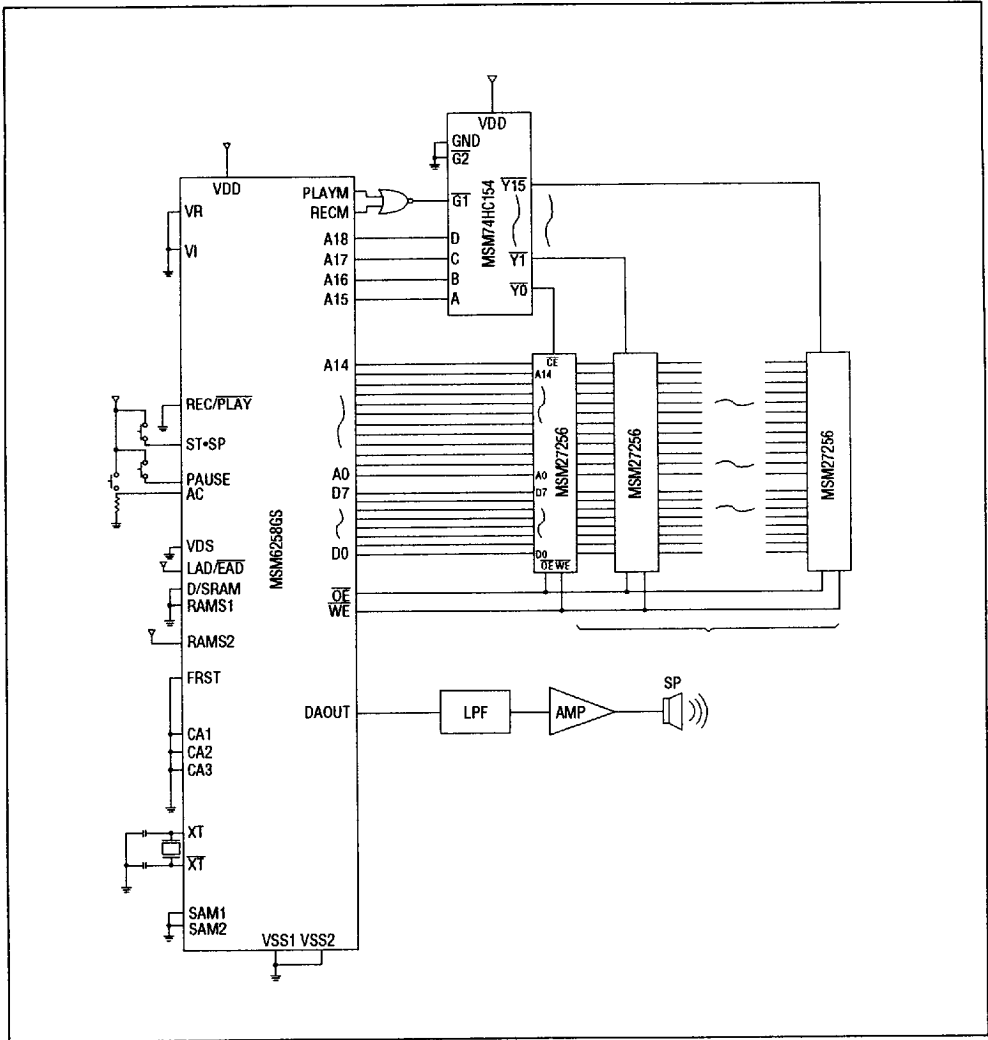 VDD
GND
G2
MSM74HC154
Y15
G1
D
C
B
A
Y1
Y0
VDD
PLAYM
RECM
A18
A17
A16
A15
VR
VI
A14
REC/PLAY
ST•SP
PAUSE
AC
A0
D7
D0
VDS
LAD/EAD
D/SRAM
RAMS1
RAMS2
MSM6258GS
OE
WE
CE
A14
A0
D7
D0
OE WE
MSM27256
MSM27256
MSM27256
FRST
DAOUT
LPF
AMP
SP
CA1
CA2
CA3
XT
XT
SAM1
SAM2
VSS1 VSS2